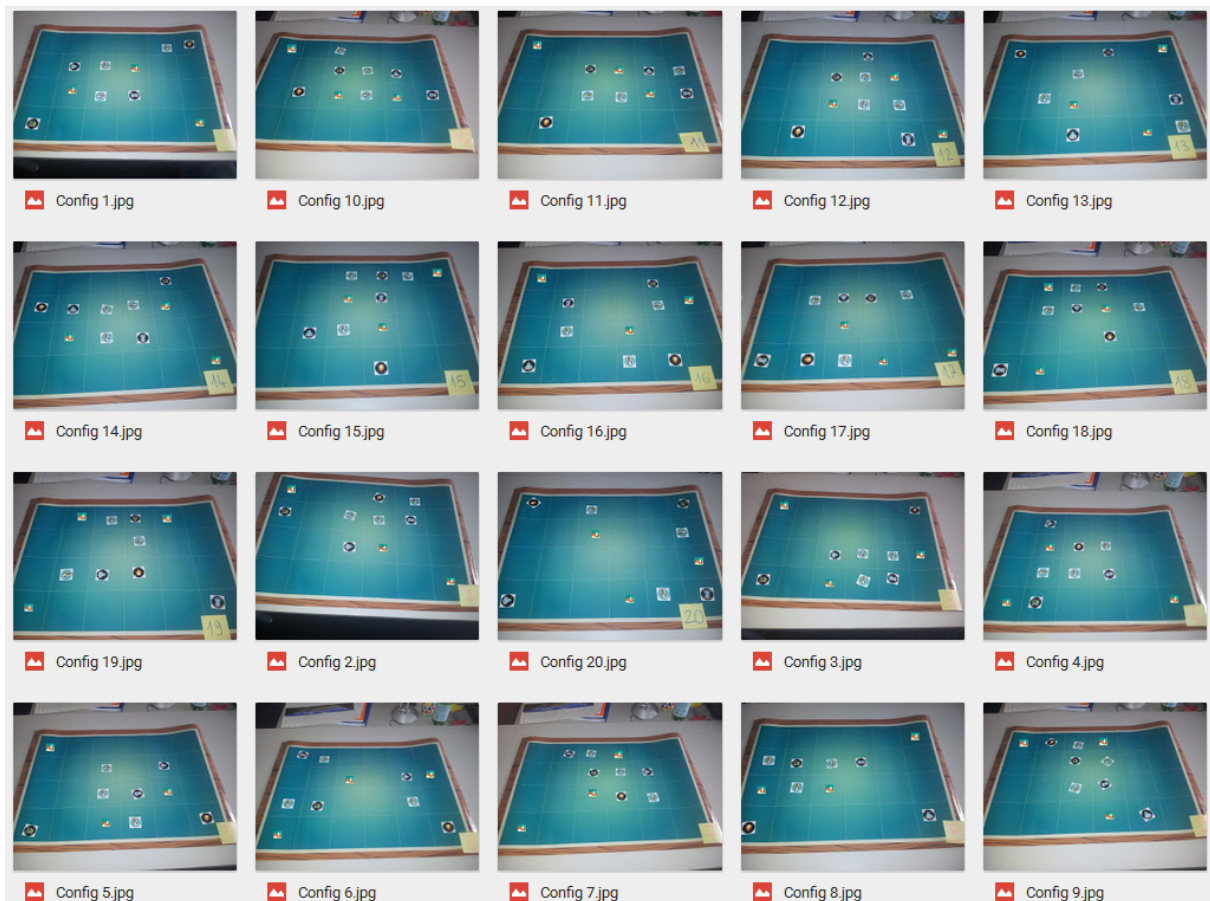 11
12
13
Config 1.jpg
Config 10.jpg
Config 11.jpg
Config 12.jpg
Config 13.jpg
14
15
16
17
18
Config 14.jpg
Config 15.jpg
Config 16.jpg
Config 17.jpg
Config 18.jpg
19
20
Config 19.jpg
Config 2.jpg
Config 20.jpg
Config 3.jpg
Config 4.jpg
Config 5.jpg
Config 6.jpg
Config 7.jpg
Config 8.jpg
Config 9.jpg